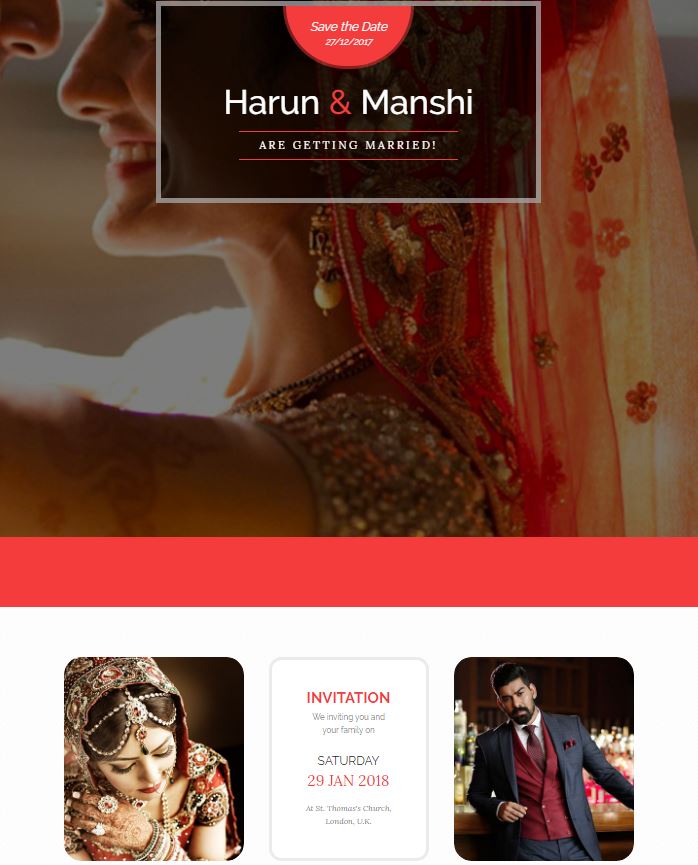 Save the Date
27/12/2017
Harun & Manshi
ARE GETTING MARRIED!
INVITATION
We inviting you and
your family on
SATURDAY
29 JAN 2018
At St. Thomas's Church,
London, U.K.